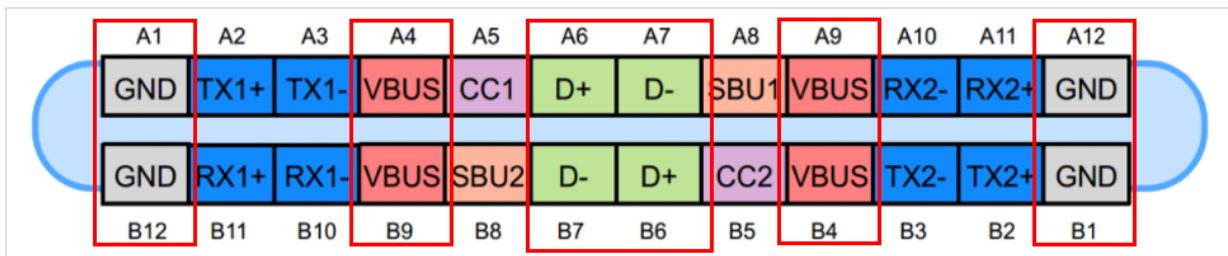 A1 A2 A3 A4 A5 A6 A7 A8 A9 A10 A11 A12
GND TX1+ TX1- VBUS CC1 D+ D- SBU1 VBUS RX2- RX2+ GND
GND RX1+ RX1- VBUS SBU2 D- D+ CC2 VBUS TX2- TX2+ GND
B12 B11 B10 B9 B8 B7 B6 B5 B4 B3 B2 B1